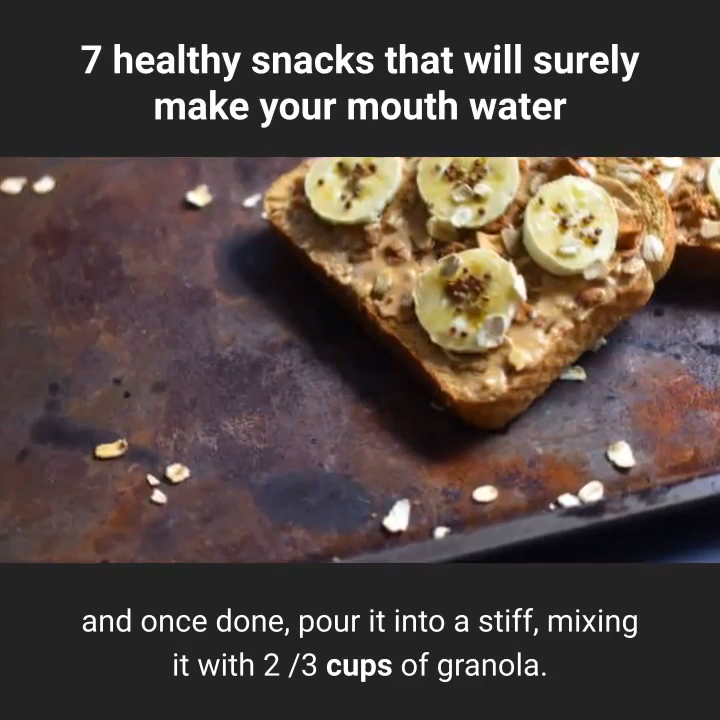 7 healthy snacks that will surely
make your mouth water
and once done, pour it into a stiff, mixing
it with 2 /3 cups of granola.